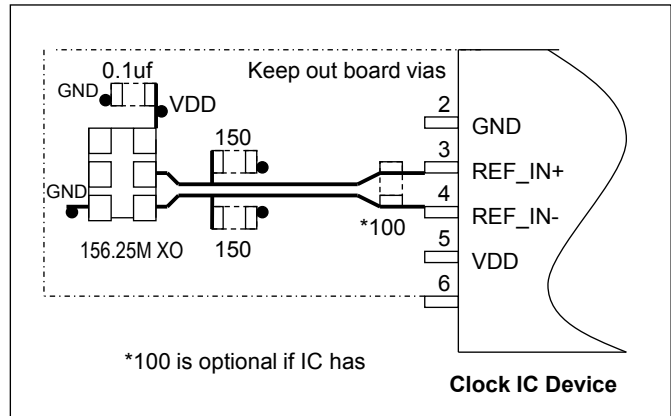 0.1uf
Keep out board vias
GND
VDD
2
GND
150
3
REF_IN+
GND
4
REF_IN-
*100
156.25M XO
150
5
VDD
6
*100 is optional if IC has
Clock IC Device